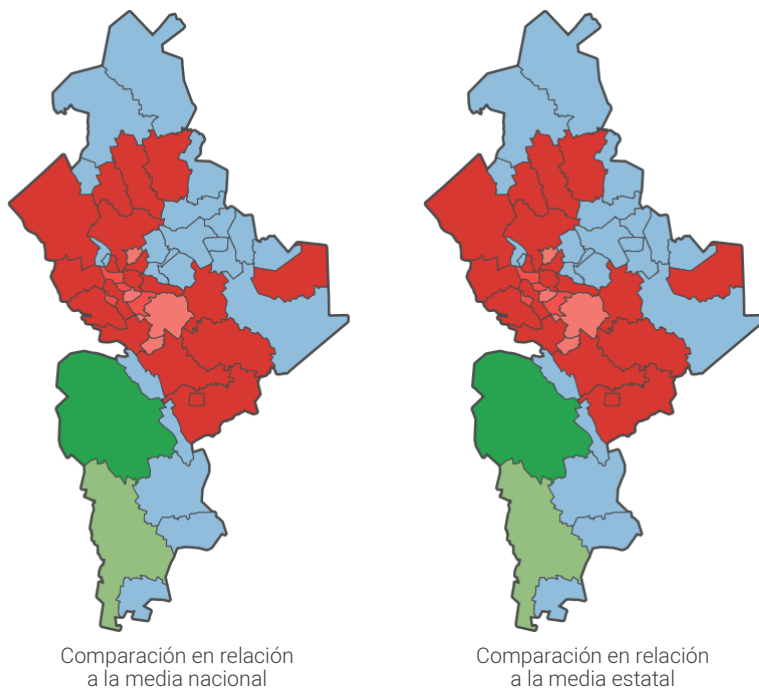 Comparación en relación
a la media nacional
Comparación en relación
a la media estatal